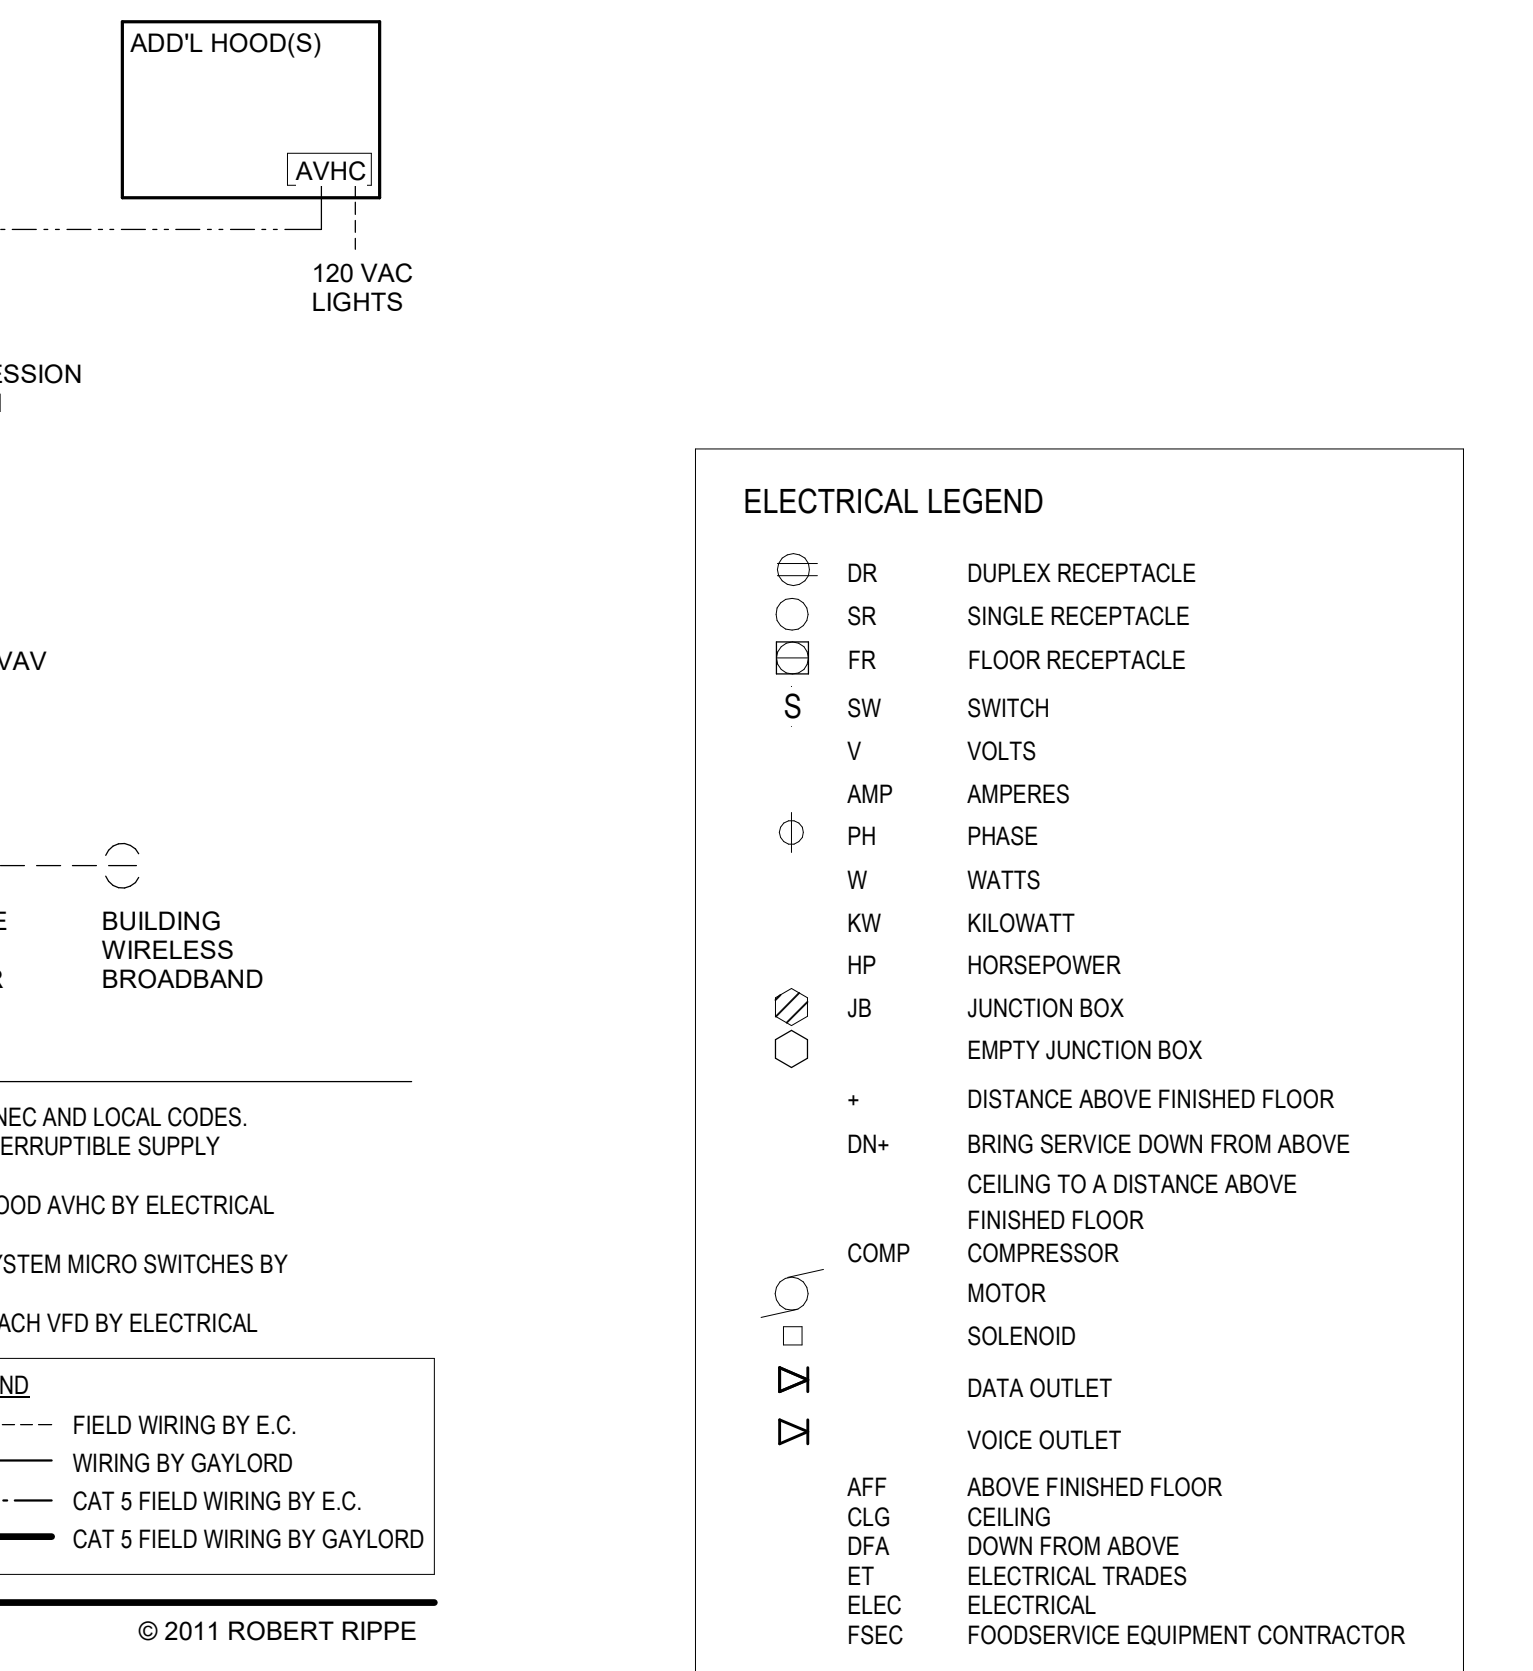 ADD'L HOOD(S)
AVHC
120 VAC
LIGHTS
ESSION
VAV
BUILDING
WIRELESS
BROADBAND
NEC AND LOCAL CODES.
ERRUPTIBLE SUPPLY
OOD AVHC BY ELECTRICAL
YSTEM MICRO SWITCHES BY
ACH VFD BY ELECTRICAL
ND
FIELD WIRING BY E.C.
WIRING BY GAYLORD
CAT 5 FIELD WIRING BY E.C.
CAT 5 FIELD WIRING BY GAYLORD
© 2011 ROBERT RIPPE
ELECTRICAL LEGEND
DR DUPLEX RECEPTACLE
SR SINGLE RECEPTACLE
FR FLOOR RECEPTACLE
S SW SWITCH
V VOLTS
AMP AMPERES
PH PHASE
W WATTS
KW KILOWATT
HP HORSEPOWER
JB JUNCTION BOX
EMPTY JUNCTION BOX
+ DISTANCE ABOVE FINISHED FLOOR
DN+ BRING SERVICE DOWN FROM ABOVE
CEILING TO A DISTANCE ABOVE
FINISHED FLOOR
COMP COMPRESSOR
MOTOR
SOLENOID
DATA OUTLET
VOICE OUTLET
AFF ABOVE FINISHED FLOOR
CLG CEILING
DFA DOWN FROM ABOVE
ET ELECTRICAL TRADES
ELEC ELECTRICAL
FSEC FOODSERVICE EQUIPMENT CONTRACTOR